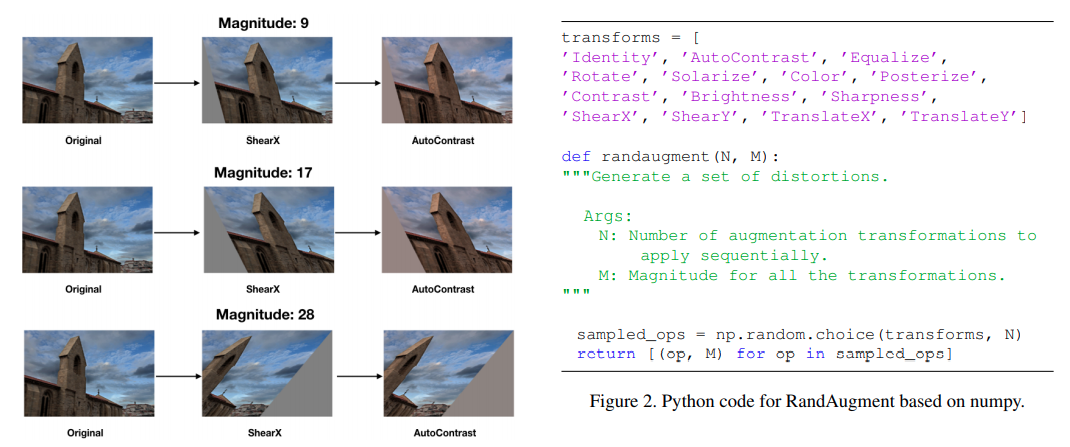 Magnitude: 9
Original
ShearX
AutoContrast
Magnitude: 17
Original
ShearX
AutoContrast
Magnitude: 28
Original
ShearX
AutoContrast
transforms = [
’Identity’, ’AutoContrast’, ’Equalize’,
’Rotate’, ’Solarize’, ’Color’, ’Posterize’,
’Contrast’, ’Brightness’, ’Sharpness’,
’ShearX’, ’ShearY’, ’TranslateX’, ’TranslateY’]
def randaugment(N, M):
"""Generate a set of distortions.
Args:
N: Number of augmentation transformations to
apply sequentially.
M: Magnitude for all the transformations.
"""
sampled_ops = np.random.choice(transforms, N)
return [(op, M) for op in sampled_ops]
Figure 2. Python code for RandAugment based on numpy.